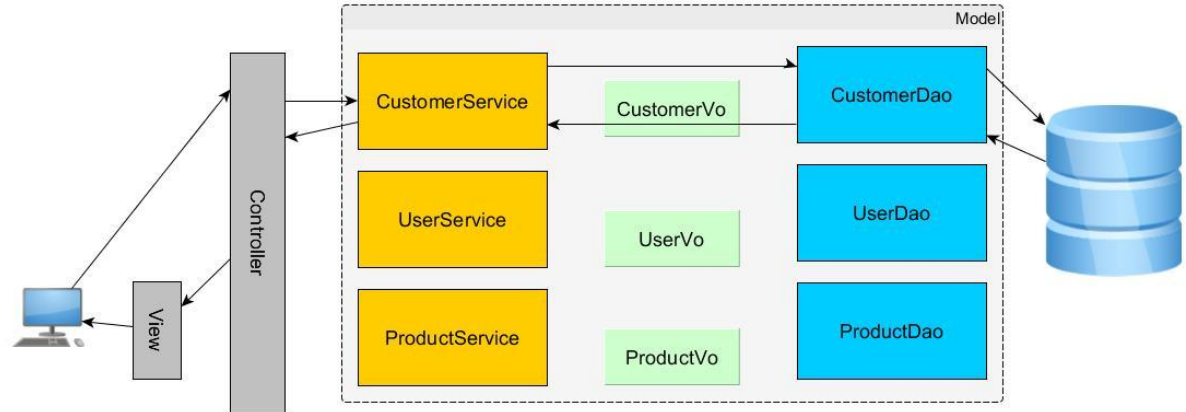 Model
CustomerService
CustomerVo
CustomerDao
Controller
UserService
UserVo
UserDao
View
ProductService
ProductVo
ProductDao